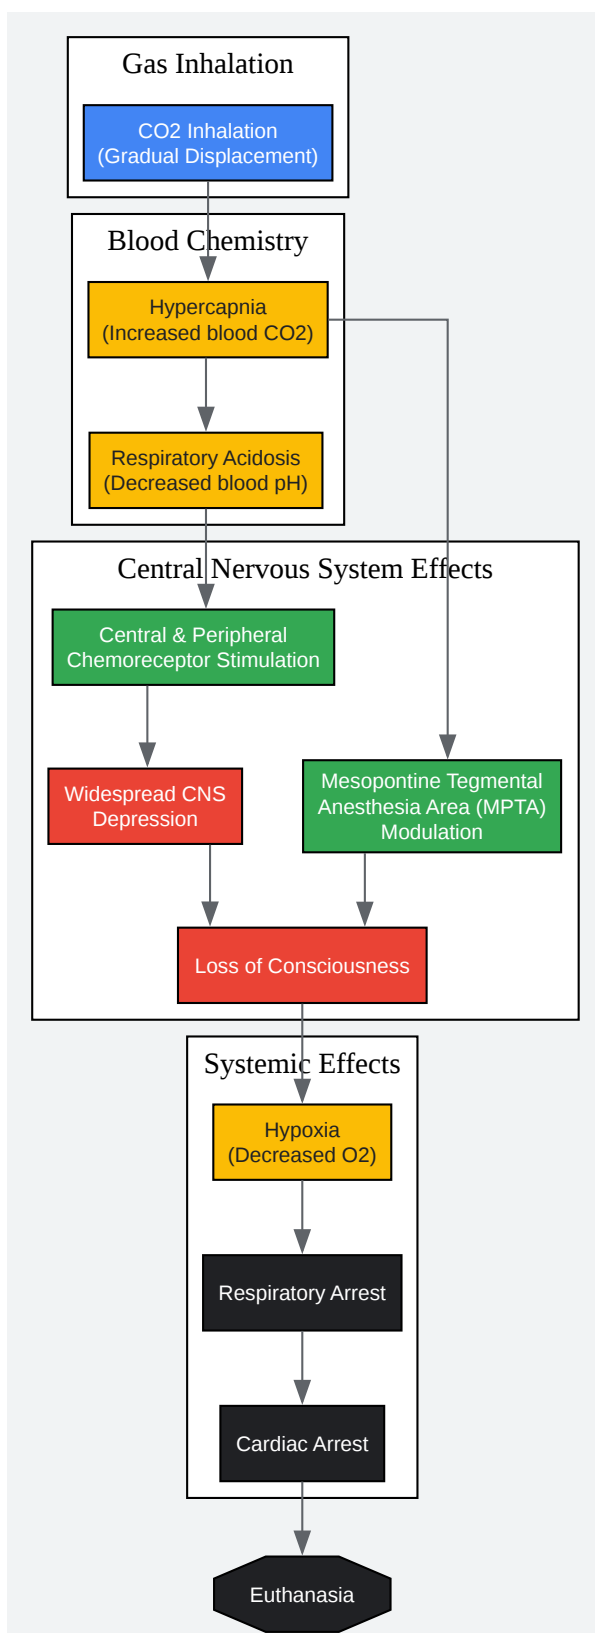 Gas Inhalation
CO2 Inhalation
(Gradual Displacement)
Blood Chemistry
Hypercapnia
(Increased blood CO2)
Respiratory Acidosis
(Decreased blood pH)
Central Nervous System Effects
Central & Peripheral
Chemoreceptor Stimulation
Widespread CNS
Depression
Mesopontine Tegmental
Anesthesia Area (MPTA)
Modulation
Loss of Consciousness
Systemic Effects
Hypoxia
(Decreased O2)
Respiratory Arrest
Cardiac Arrest
Euthanasia